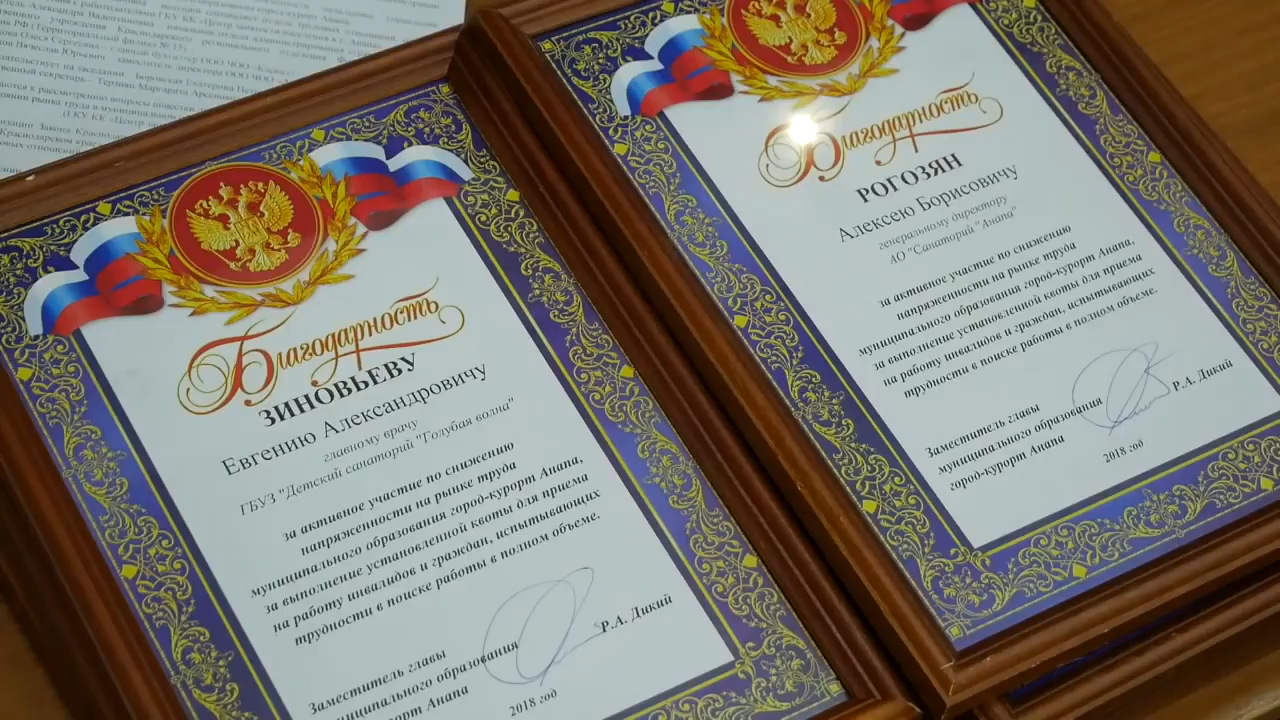 Благодарность
ЗИНОВЬЕВУ
Евгению Александровичу
главному врачу
ГБУЗ "Детский санаторий "Голубая волна"
за активное участие по снижению
напряженности на рынке труда
муниципального образования город-курорт Анапа,
за выполнение установленной квоты для приема
на работу инвалидов и граждан, испытывающих
трудности в поиске работы в полном объеме.
Заместитель главы
муниципального образования
город-курорт Анапа
Р.А. Дикий
2018 год
Благодарность
РОГОЗЯН
Алексею Борисовичу
генеральному директору
АО "Санаторий "Анапа"
за активное участие по снижению
напряженности на рынке труда
муниципального образования город-курорт Анапа,
за выполнение установленной квоты для приема
на работу инвалидов и граждан, испытывающих
трудности в поиске работы в полном объеме.
Заместитель главы
муниципального образования
город-курорт Анапа
Р.А. Дикий
2018 год